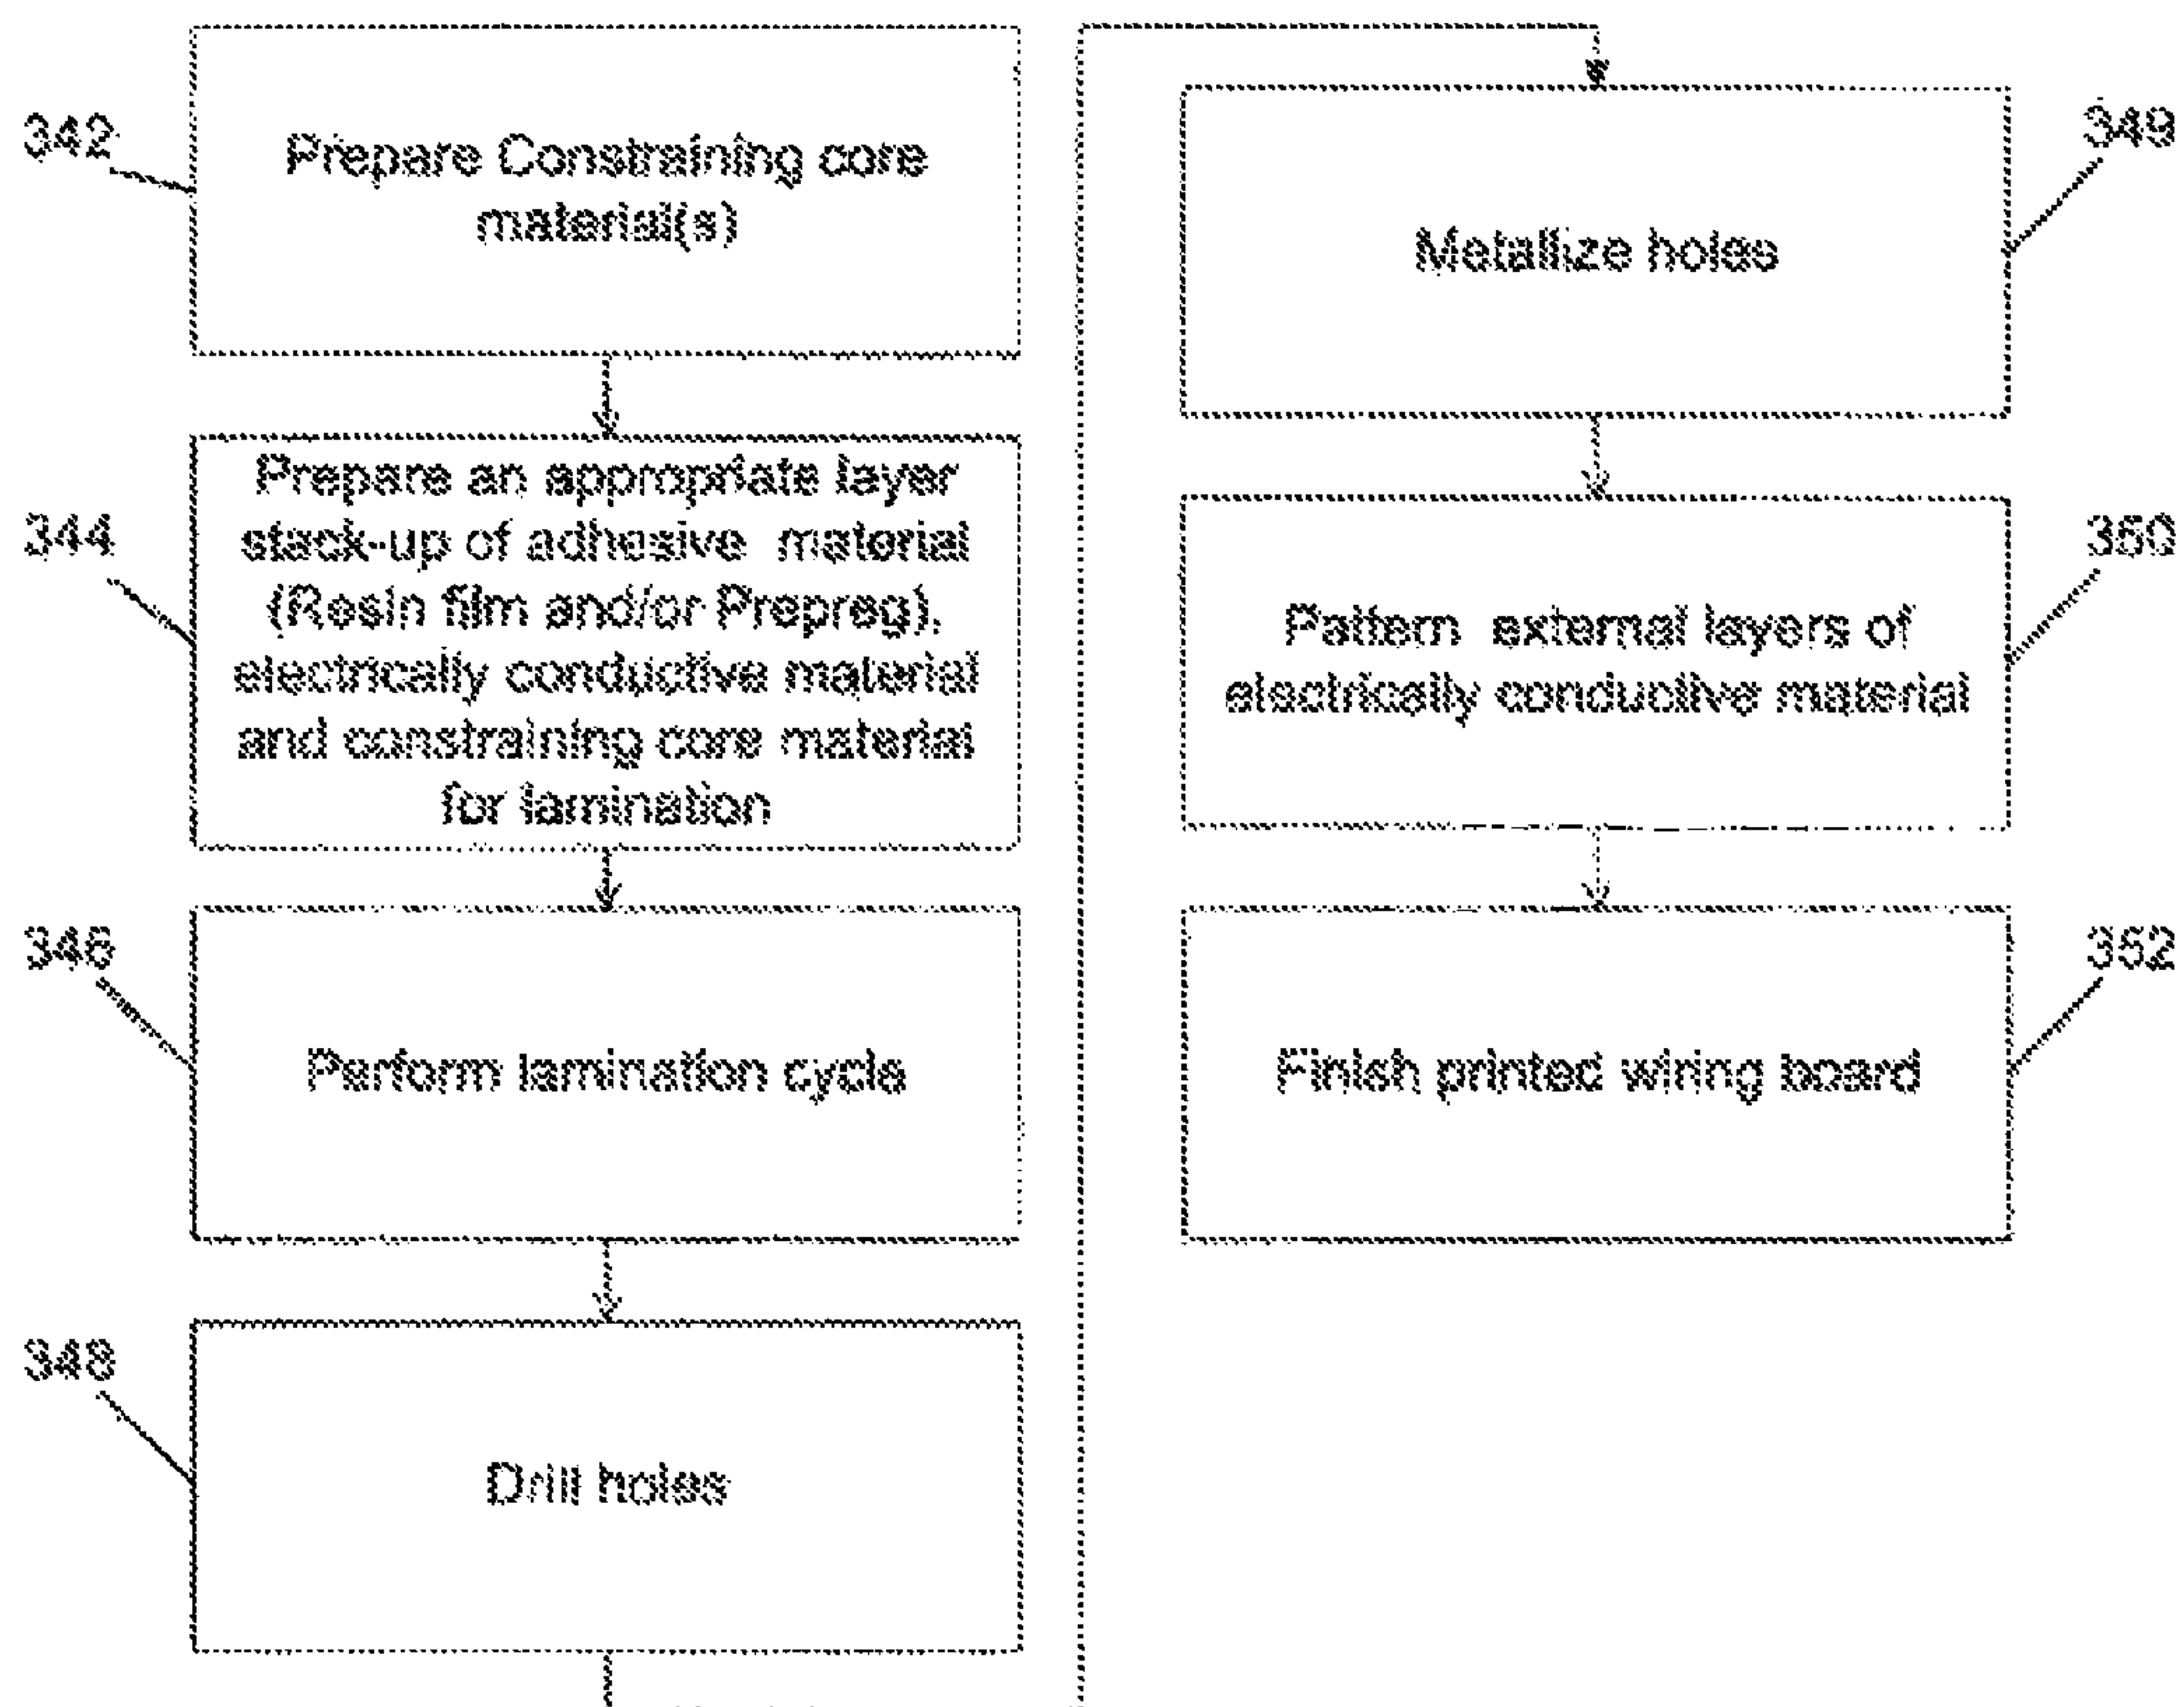 342
Prepare Constraining core
material(s)
344
Prepare an appropriate layer
stack-up of adhesive material
(Resin film and/or Prepreg),
electrically conductive material
and constraining core material
for lamination
346
Perform lamination cycle
348
Drill holes
349
Metallize holes
350
Pattern external layers of
electrically conductive material
352
Finish printed wiring board